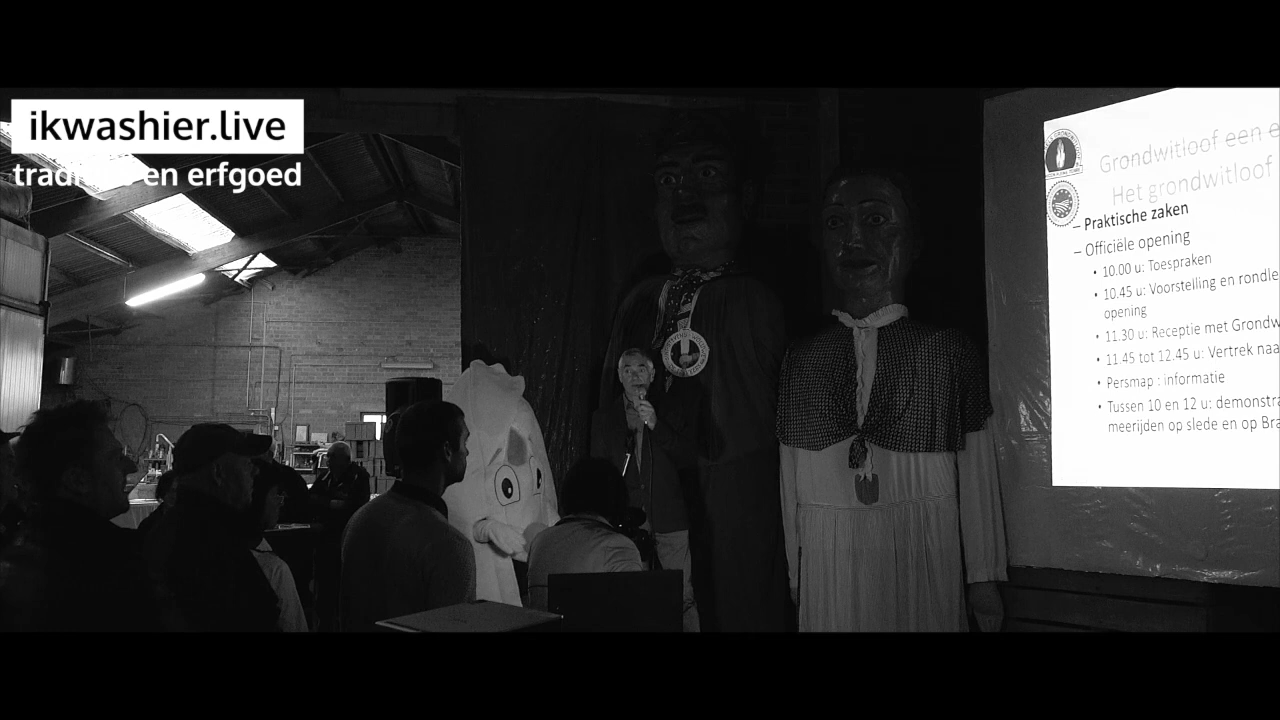 ikwashier.live
en erfgoed
Grondwitloof een e
Het grondwitloof
– Praktische zaken
– Officiële opening
• 10.00 u: Toespraken
• 10.45 u: Voorstelling en rondle
opening
• 11.30 u: Receptie met Grondw
• 11.45 tot 12.45 u: Vertrek naa
• Persmap : informatie
• Tussen 10 en 12 u: demonstra
meerijden op slede en op Bra